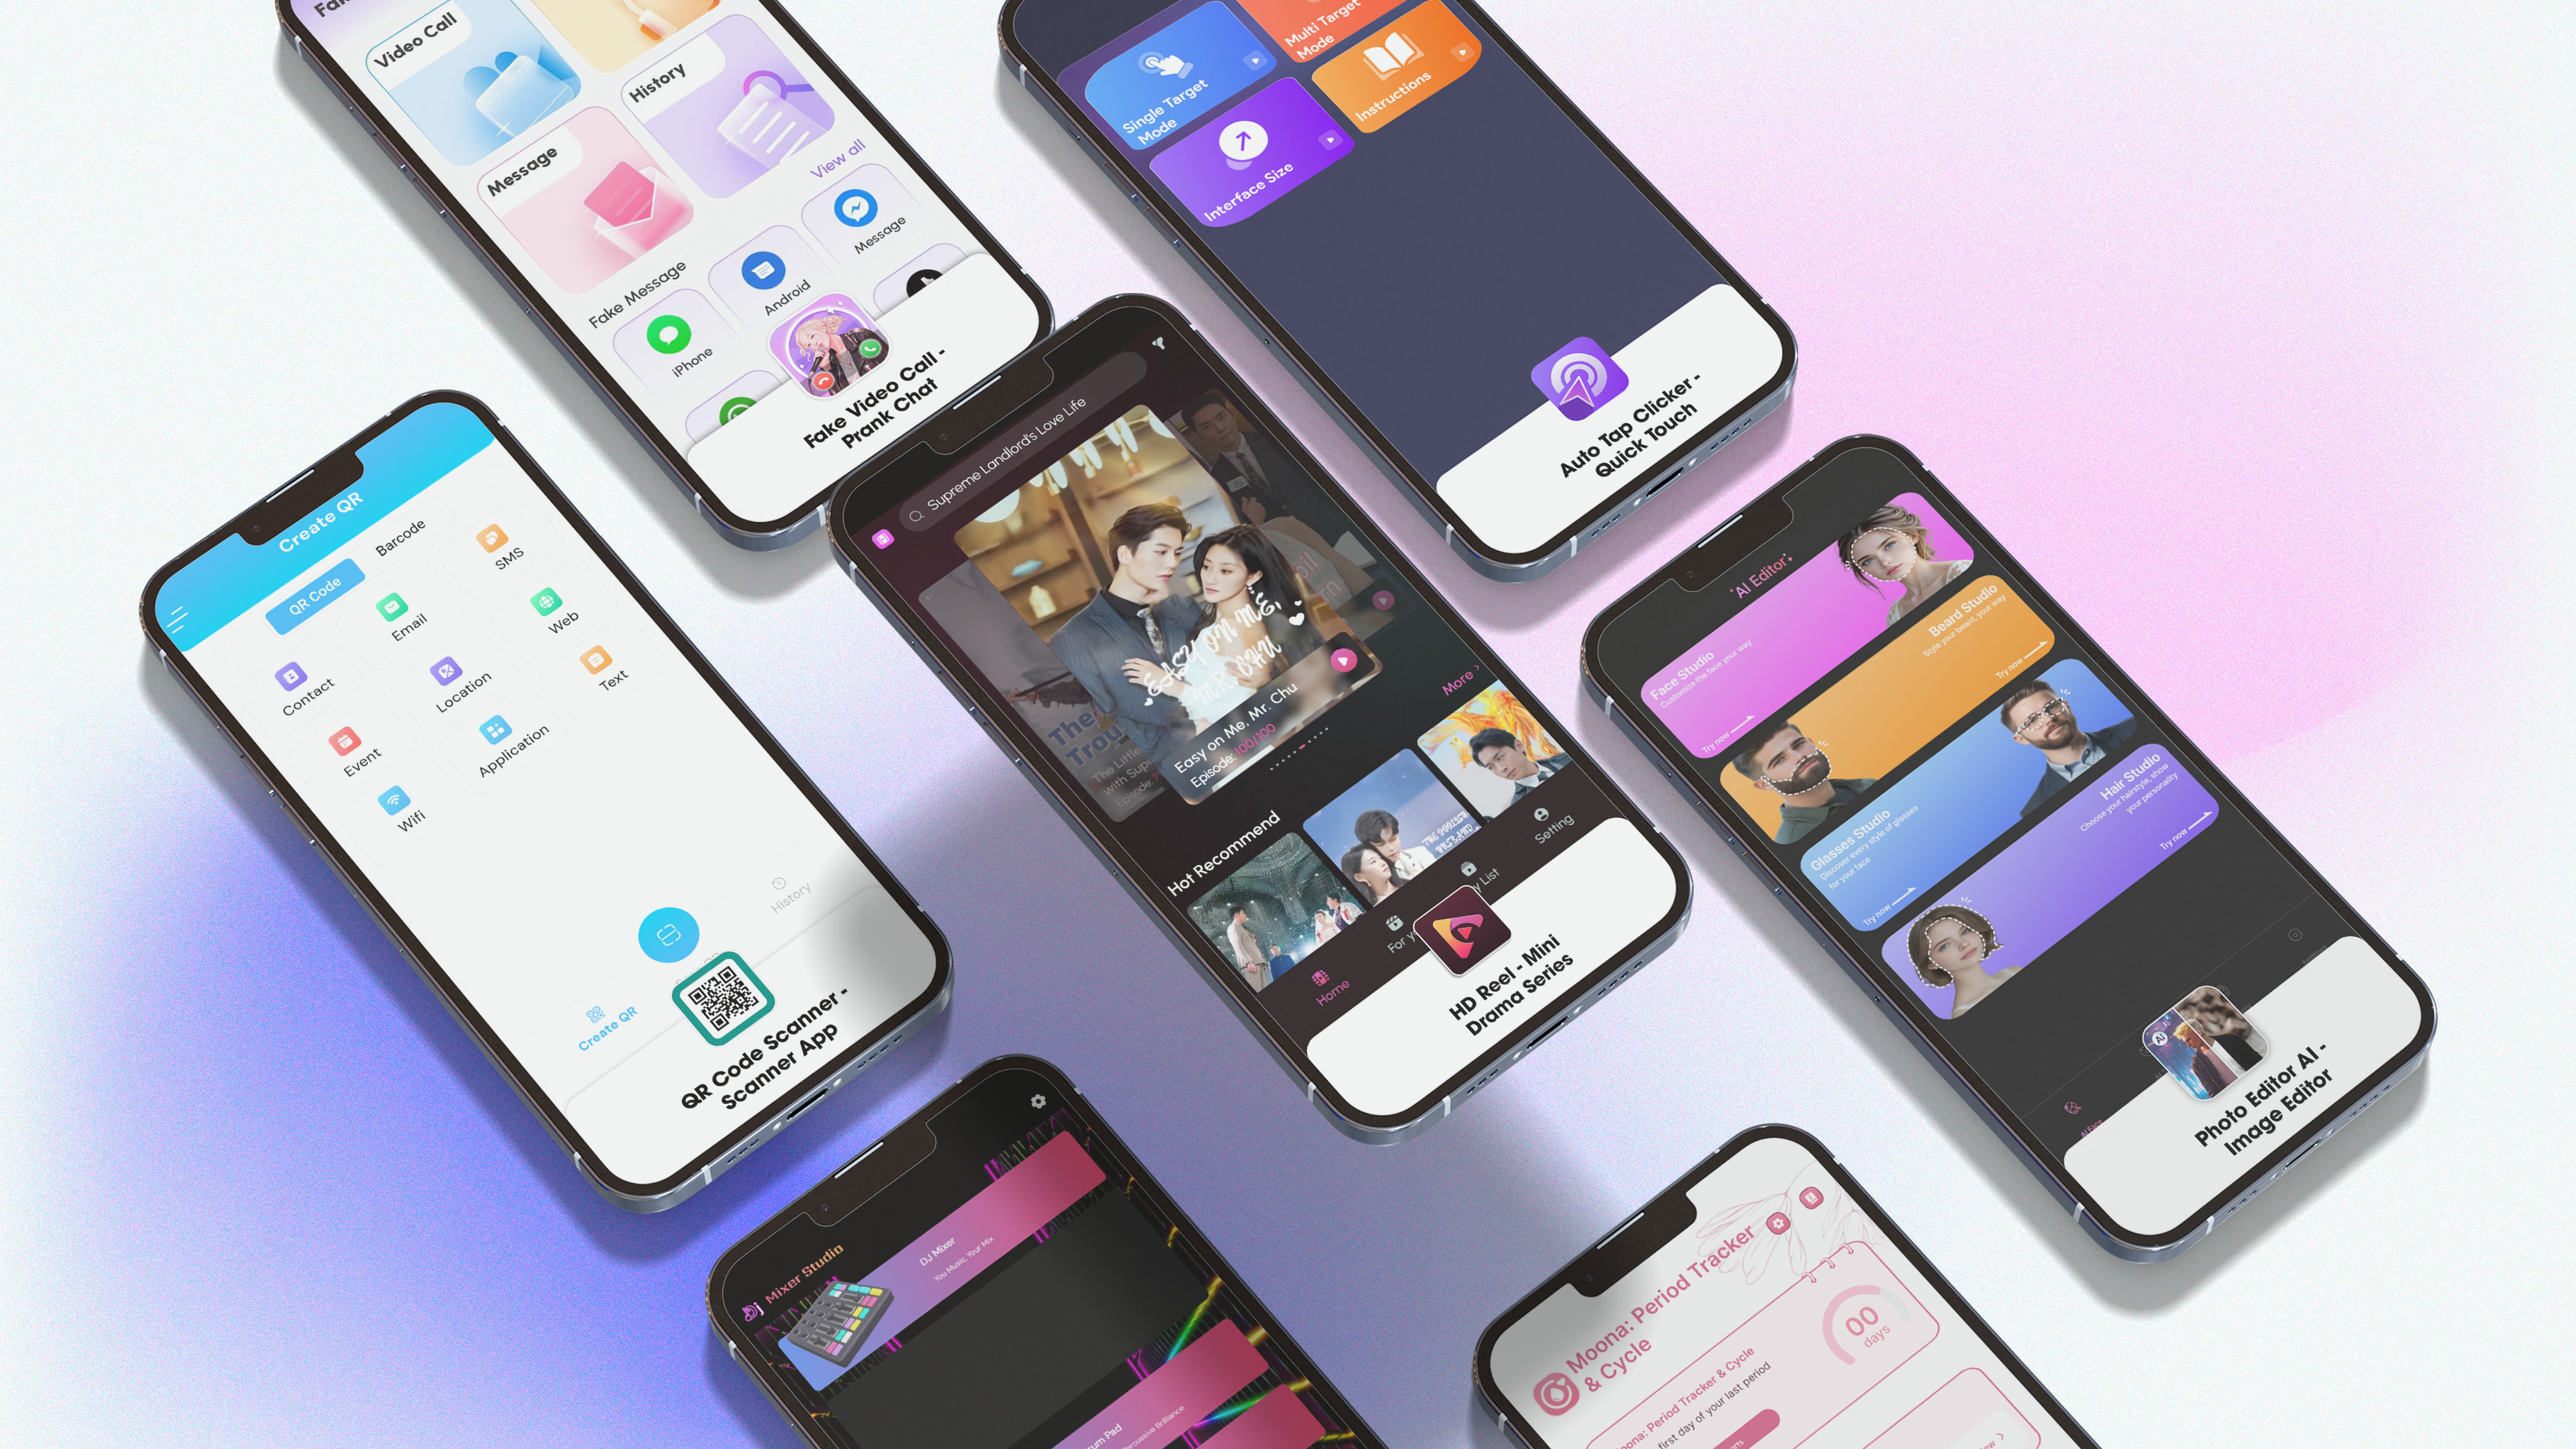 Video Call
History
Message
View all
Fake Message
iPhone
Android
Message
Fake Video Call -
Prank Chat
Single Target
Mode
Multi Target
Mode
Interface Size
Instructions
Auto Tap Clicker -
Quick Touch
Create QR
QR Code
Barcode
Contact
Email
SMS
Event
Location
Web
Wifi
Application
Text
Create QR
History
QR Code Scanner -
Scanner App
Supreme Landlord's Love Life
EASY ON ME,
MR. CHU
Easy on Me, Mr. Chu
Episode: 100/100
The Little
With Sup
Episode:
More
Hot Recommend
Home
For y
List
Setting
HD Reel - Mini
Drama Series
AI Editor
Face Studio
Customize the face your way
Try now
Beard Studio
Style your beard, your way
Try now
Glasses Studio
Discover every style of glasses
for your face
Try now
Hair Studio
Choose your hairstyle, show
your personality
Try now
AI Face
AI
Photo Editor AI -
Image Editor
Dj Mixer Studio
DJ Mixer
You Music, Your Mix
rum Pad
ercussive Brilliance
Moona: Period Tracker
& Cycle
oona: Period Tracker & Cycle
first day of your last period
00
days